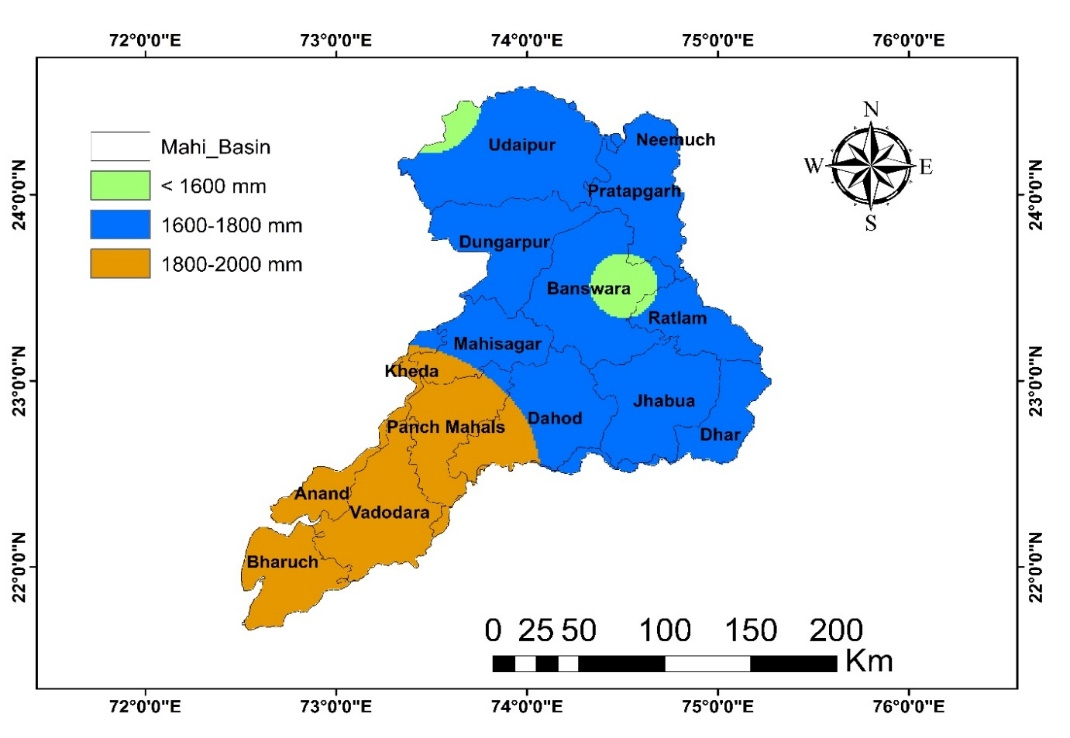 72°0'0"E 73°0'0"E 74°0'0"E 75°0'0"E 76°0'0"E
N
W E
S
Mahi_Basin
< 1600 mm
1600-1800 mm
1800-2000 mm
24°0'0"N
23°0'0"N
22°0'0"N
24°0'0"N
23°0'0"N
22°0'0"N
Udaipur
Neemuch
Pratapgarh
Dungarpur
Banswara
Ratlam
Mahisagar
Kheda
Jhabua
Dahod
Panch Mahals
Dhar
Anand
Vadodara
Bharuch
0 25 50 100 150 200
Km
72°0'0"E 73°0'0"E 74°0'0"E 75°0'0"E 76°0'0"E